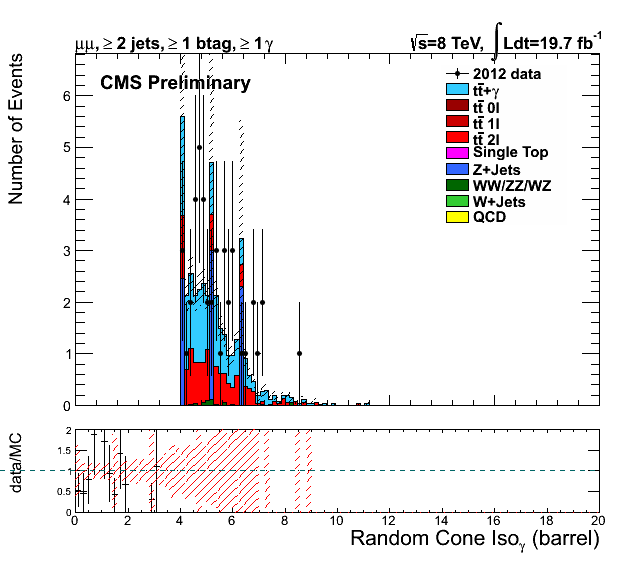 μμ, ≥ 2 jets, ≥ 1 btag, ≥ 1 γ
√s=8 TeV, ∫ Ldt=19.7 fb⁻¹
CMS Preliminary
2012 data
tt̄+γ
tt̄ 0l
tt̄ 1l
tt̄ 2l
Single Top
Z+Jets
WW/ZZ/WZ
W+Jets
QCD
Number of Events
6
5
4
3
2
1
0
data/MC
2
1.5
1
0.5
0
0 2 4 6 8 10 12 14 16 18 20
Random Cone Isoγ (barrel)